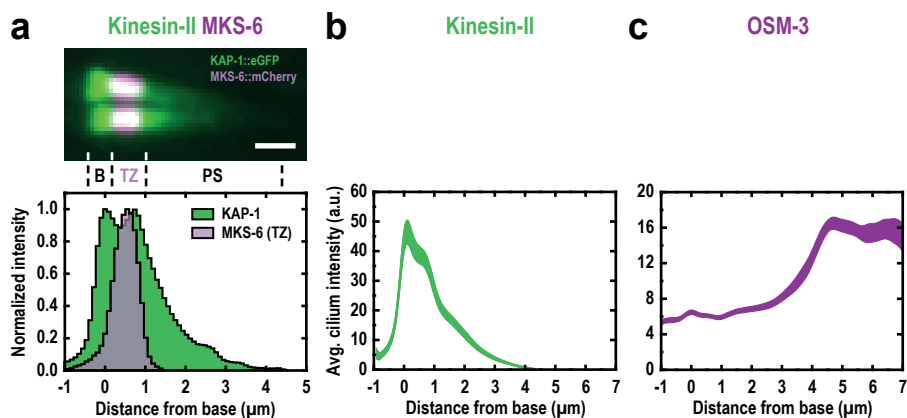 a Kinesin-II MKS-6
KAP-1::eGFP
MKS-6::mCherry
B TZ PS
Normalized intensity
1.0
0.8
0.6
0.4
0.2
0.0
KAP-1
MKS-6 (TZ)
-1 0 1 2 3 4 5
Distance from base (µm)
b Kinesin-II
Avg. cilium intensity (a.u.)
60
50
40
30
20
10
0
-1 0 1 2 3 4 5 6 7
Distance from base (µm)
c OSM-3
20
16
12
8
4
0
-1 0 1 2 3 4 5 6 7
Distance from base (µm)